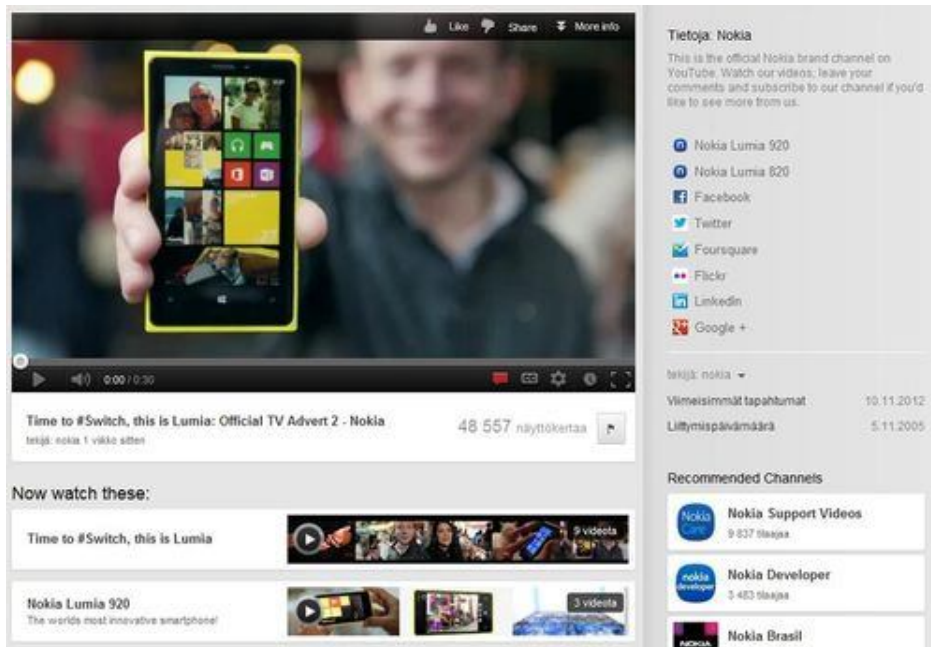 Like Share More info
0:00 / 0:30
Time to #Switch, this is Lumia: Official TV Advert 2 - Nokia
tekijä: nokia 1 viikko sitten
48 557 näyttökertaa
Now watch these:
Time to #Switch, this is Lumia
9 videota
Nokia Lumia 920
The worlds most innovative smartphone!
3 videota
Tietoja: Nokia
This is the official Nokia brand channel on
YouTube. Watch our videos, leave your
comments and subscribe to our channel if you'd
like to see more from us.
Nokia Lumia 920
Nokia Lumia 820
Facebook
Twitter
Foursquare
Flickr
LinkedIn
Google +
tekijä: nokia
Viimeisimmät tapahtumat 10.11.2012
Liittymispäivämäärä 5.11.2005
Recommended Channels
Nokia Care
Nokia Support Videos
9 837 tilaajaa
nokia developer
Nokia Developer
3 483 tilaajaa
NOKIA
Nokia Brasil